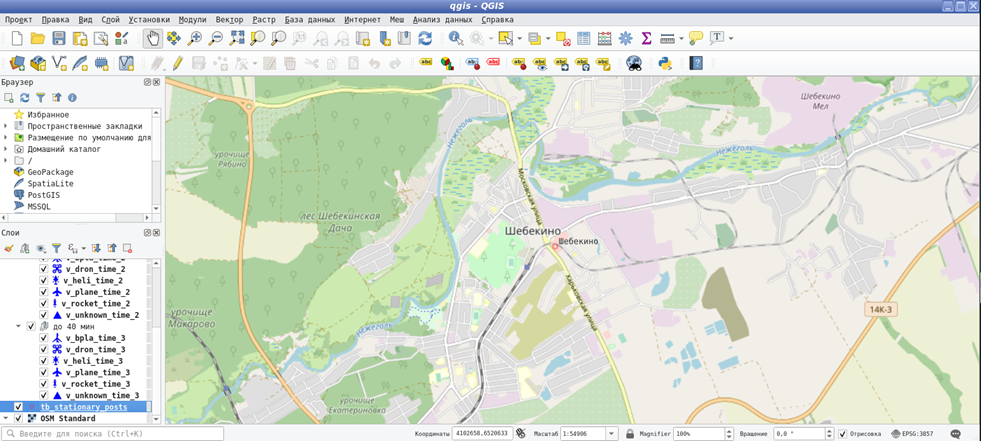 qgis - QGIS
Проект Правка Вид Слой Установки Модули Вектор Растр База данных Интернет Меш Анализ данных Справка
Браузер
Избранное
Пространственные закладки
Размещение по умолчанию для
Домашний каталог
/
GeoPackage
SpatiaLite
PostGIS
MSSQL
Слои
v_bpla_time_2
v_dron_time_2
v_heli_time_2
v_plane_time_2
v_rocket_time_2
v_unknown_time_2
до 40 мин
v_bpla_time_3
v_dron_time_3
v_heli_time_3
v_plane_time_3
v_rocket_time_3
v_unknown_time_3
tb_stationary_posts
OSM Standard
Шебекино
Мел
Нежеголь
Нежеголь
урочище
Рябино
Московская улица
лес Шебекинская
Дача
Шебекино
Шебекино
Харьковская улица
14К-3
урочище
Макарово
Нежеголь
урочище
Екатериновка
Введите для поиска (Ctrl+K)
Координаты 4102658,6520633 Масштаб 1:54906 Magnifier 100% Вращение 0,0 ° Отрисовка EPSG:3857